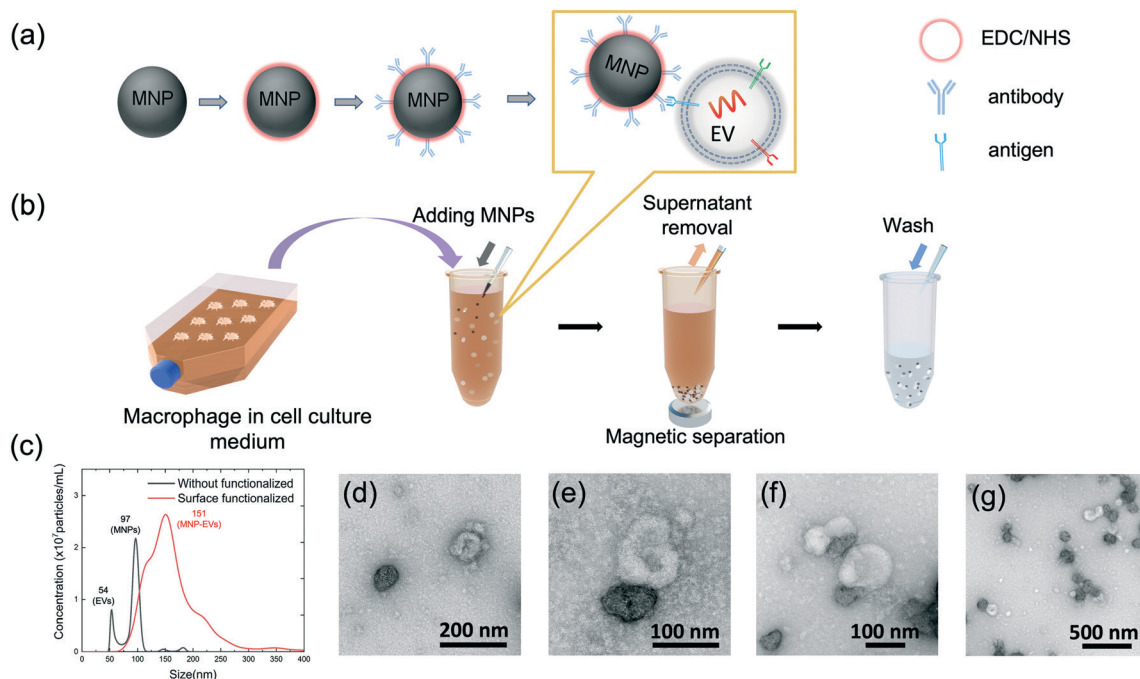 (a)
MNP
MNP
MNP
MNP
EV
EDC/NHS
antibody
antigen
(b)
Adding MNPs
Supernatant
removal
Wash
Macrophage in cell culture
medium
Magnetic separation
(c)
Without functionalized
Surface functionalized
97
(MNPs)
151
(MNP-EVs)
54
(EVs)
Concentration (x10⁷particles/mL)
3
2
1
0
0 50 100 150 200 250 300 350 400
Size(nm)
(d)
200 nm
(e)
100 nm
(f)
100 nm
(g)
500 nm